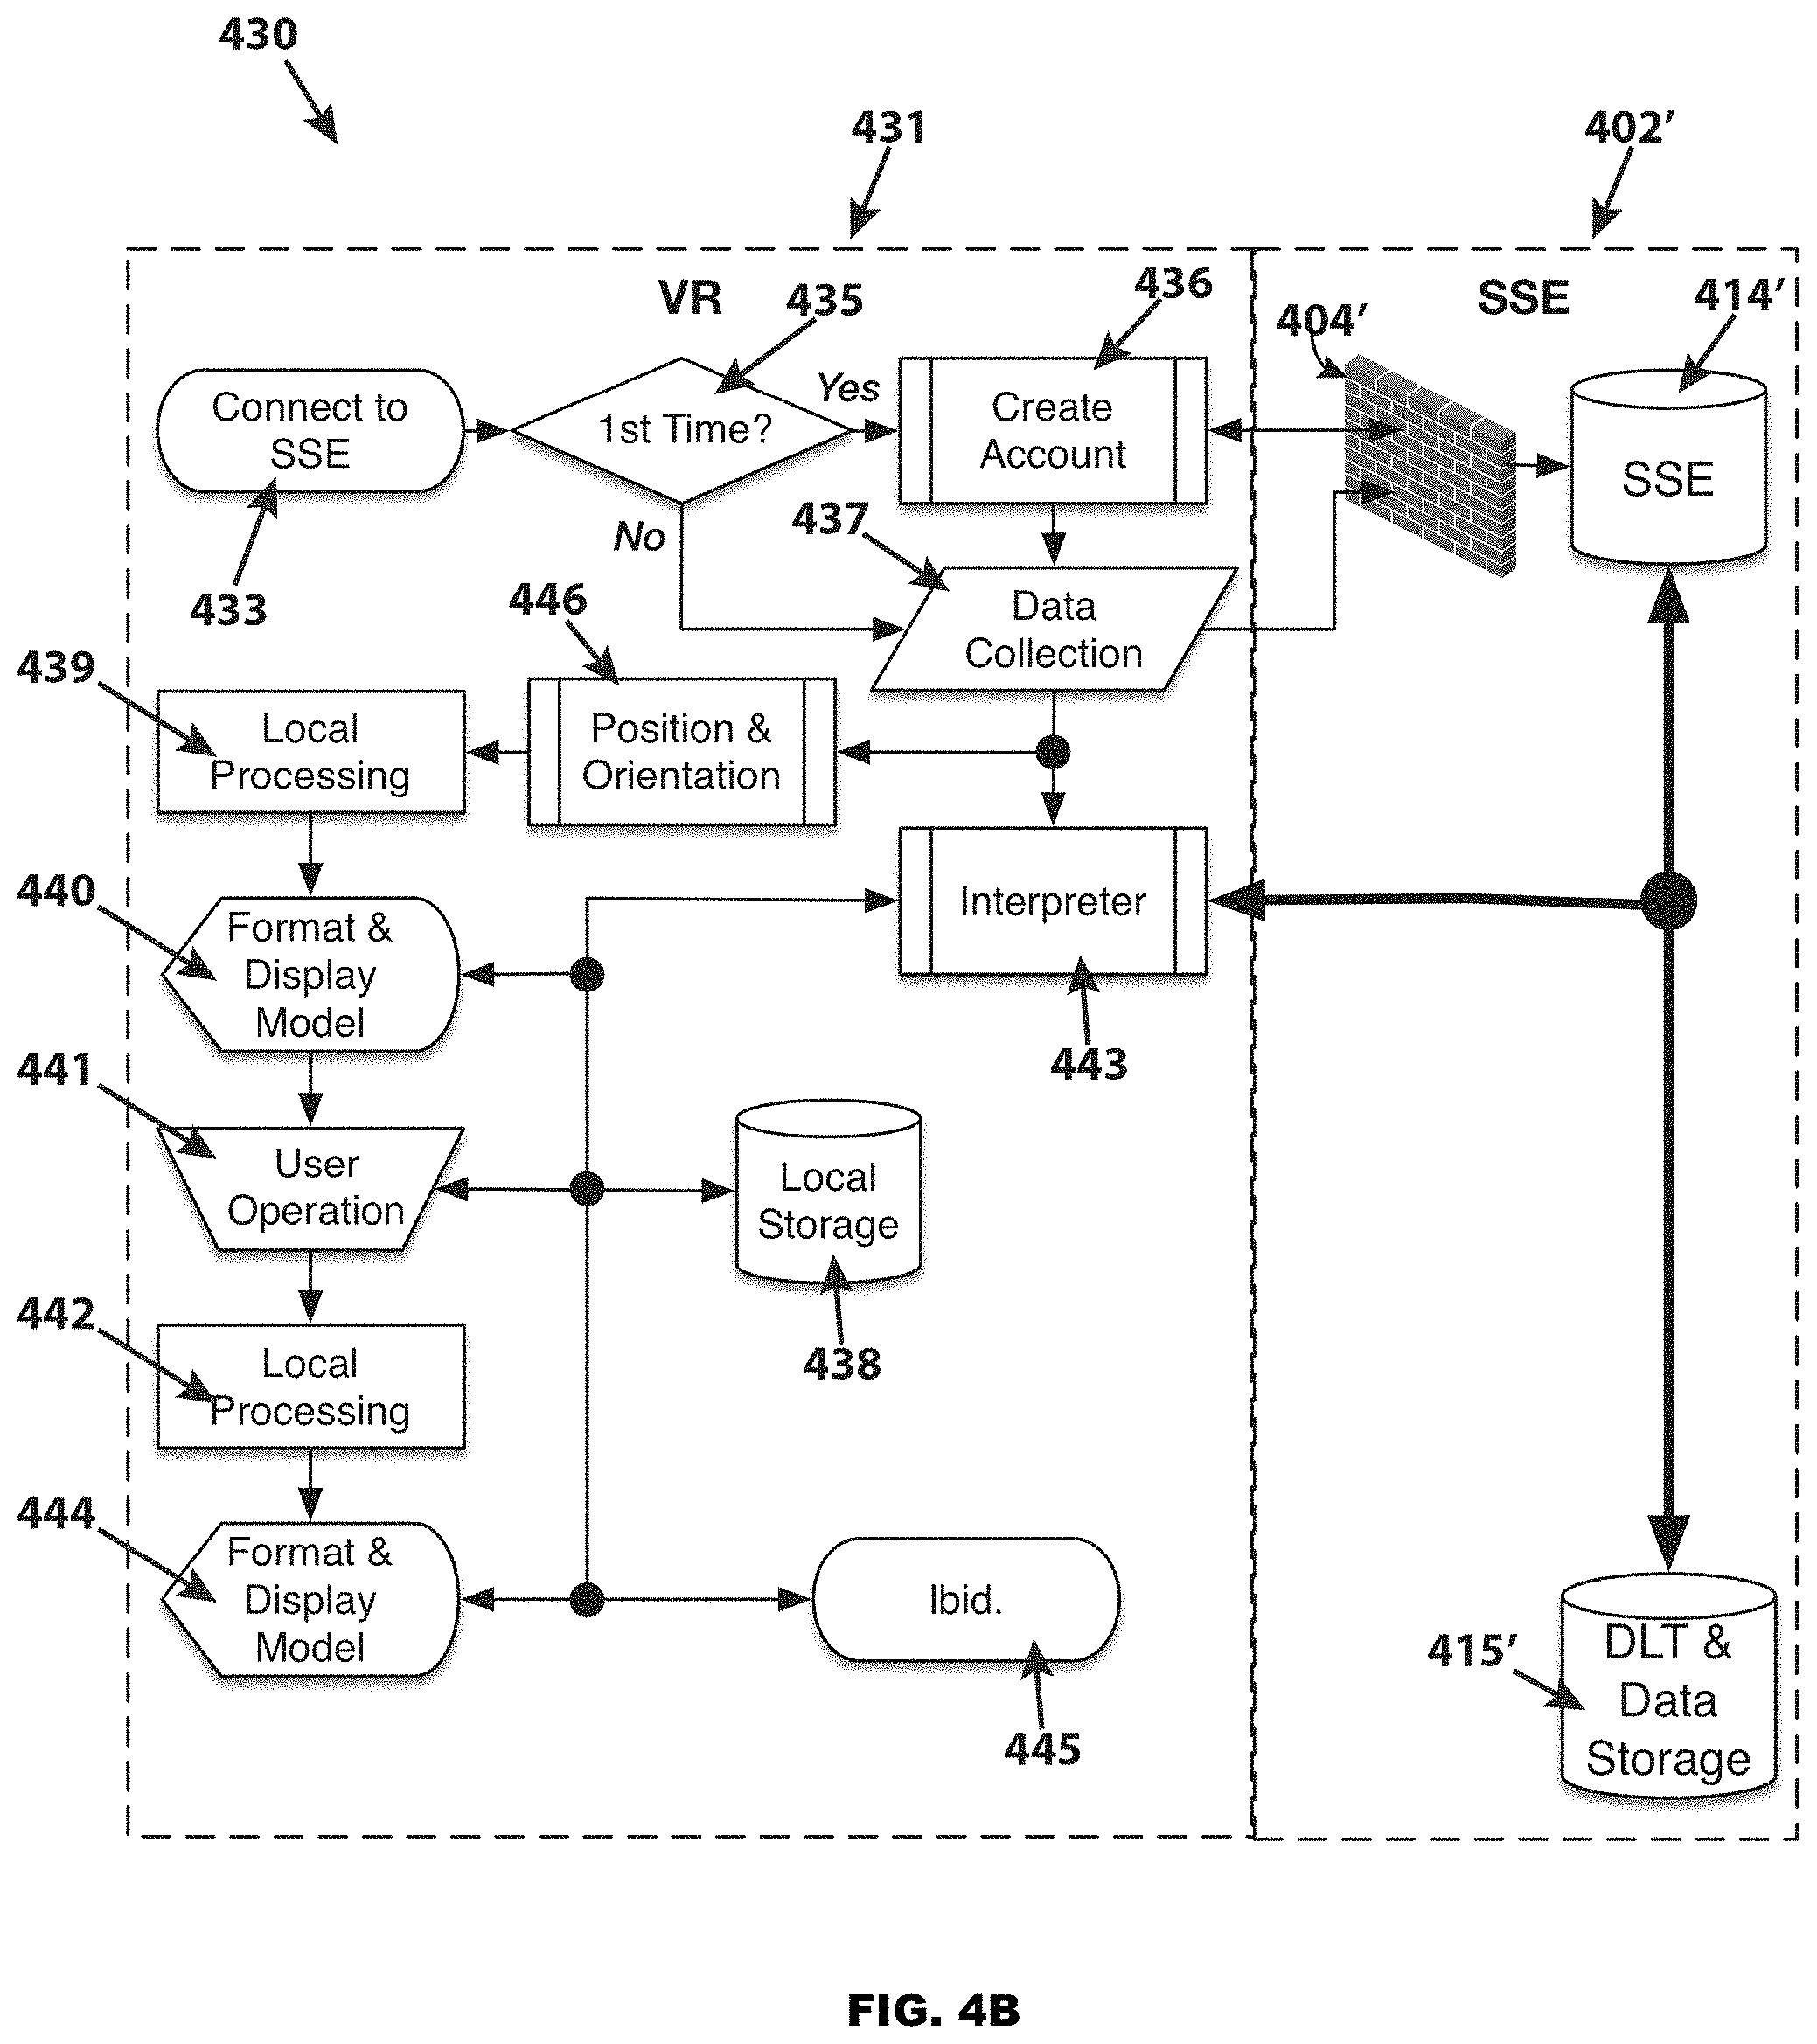 430
431
402’
VR
435
436
SSE
414’
404’
Connect to
SSE
1st Time?
Yes
Create
Account
SSE
433
No
437
446
Data
Collection
439
Local
Processing
Position &
Orientation
440
Format &
Display
Model
Interpreter
443
441
User
Operation
Local
Storage
438
442
Local
Processing
444
Format &
Display
Model
Ibid.
445
415’
DLT &
Data
Storage
FIG. 4B